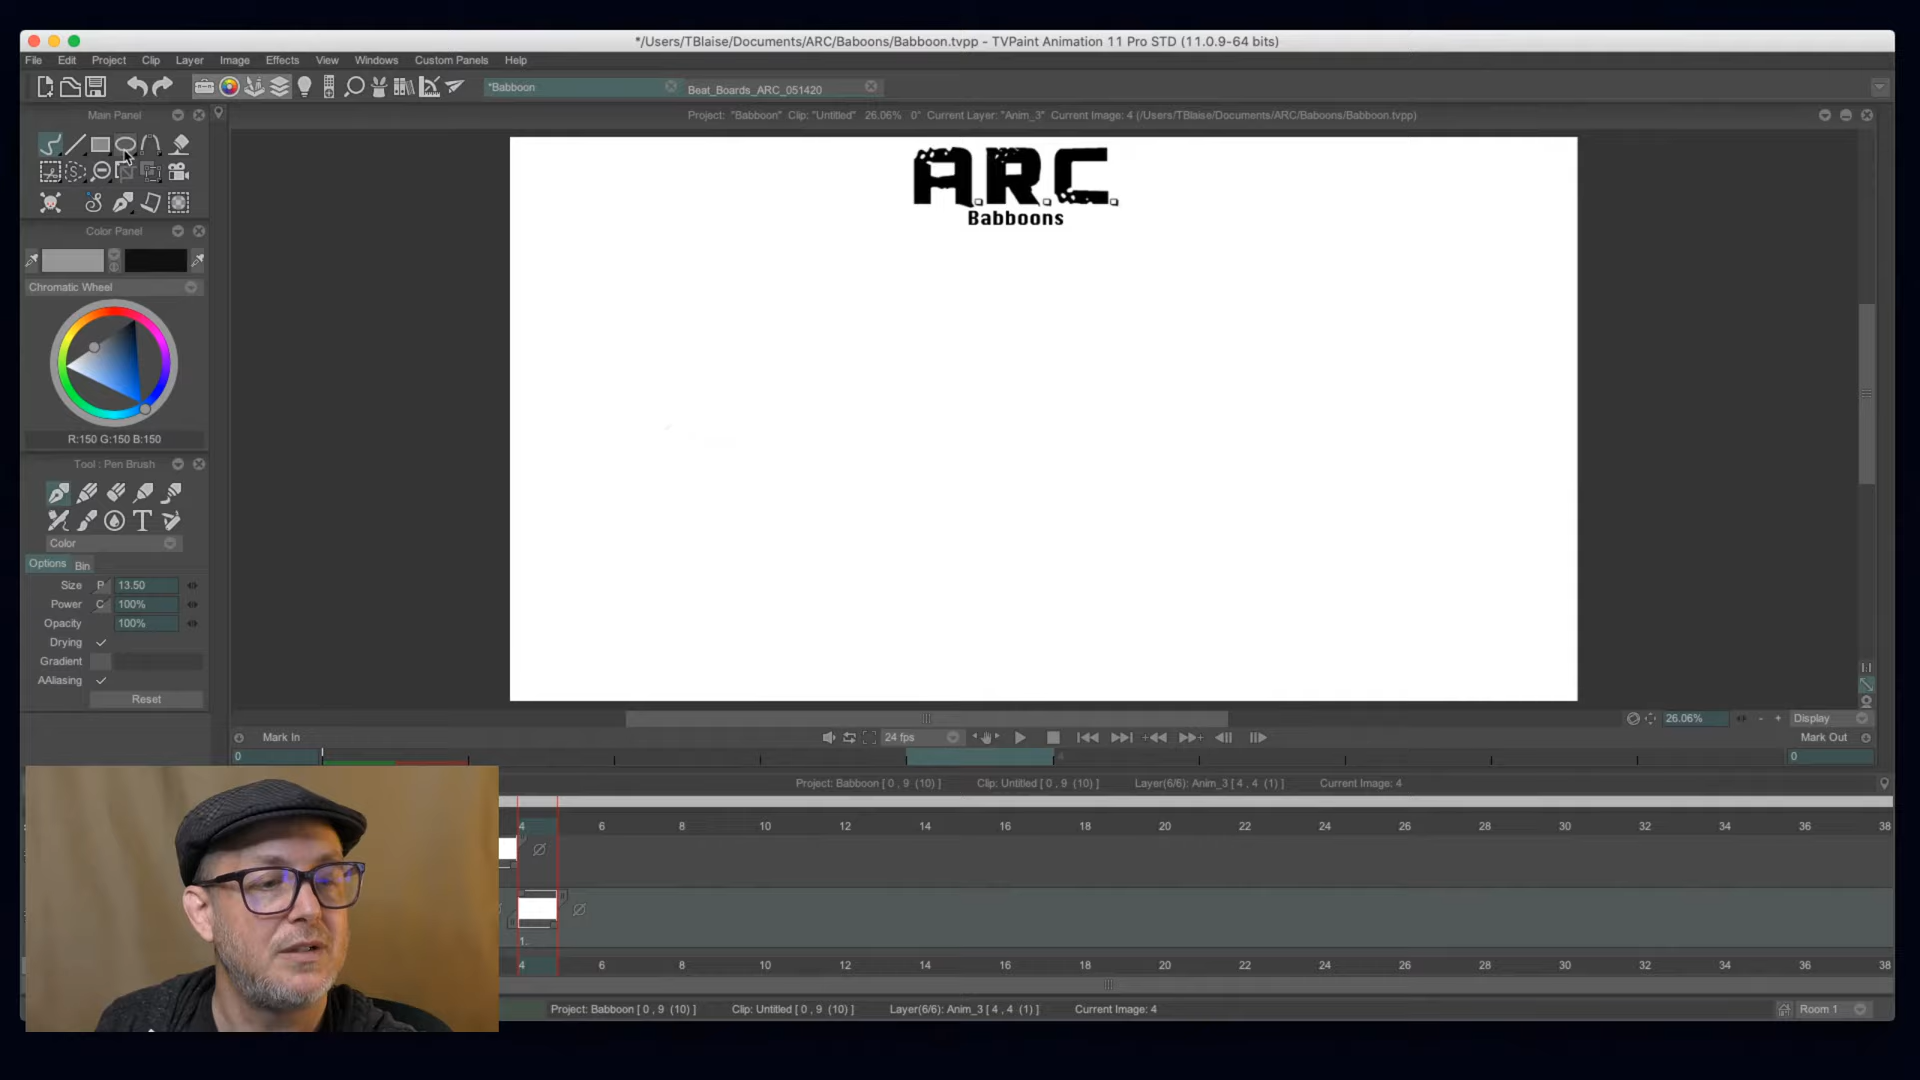 */Users/TBlaise/Documents/ARC/Baboons/Babboon.tvpp - TVPaint Animation 11 Pro STD (11.0.9-64 bits)
File Edit Project Clip Layer Image Effects View Windows Custom Panels Help
*Babboon Beat_Boards_ARC_051420
Main Panel
Project: "Babboon" Clip: "Untitled" 26.06% 0° Current Layer: "Anim_3" Current Image: 4 (/Users/TBlaise/Documents/ARC/Baboons/Babboon.tvpp)
A.R.C.
Babboons
Color Panel
Chromatic Wheel
R:150 G:150 B:150
Tool : Pen Brush
Color
Options Bin
Size P 13.50
Power C 100%
Opacity 100%
Drying
Gradient
AAliasing
Reset
26.06% - + Display
Mark In 24 fps Mark Out
0 4 0
Project: Babboon [ 0 , 9 (10) ] Clip: Untitled [ 0 , 9 (10) ] Layer(6/6): Anim_3 [ 4 , 4 (1) ] Current Image: 4
4 6 8 10 12 14 16 18 20 22 24 26 28 30 32 34 36 38
1.
4 6 8 10 12 14 16 18 20 22 24 26 28 30 32 34 36 38
Project: Babboon [ 0 , 9 (10) ] Clip: Untitled [ 0 , 9 (10) ] Layer(6/6): Anim_3 [ 4 , 4 (1) ] Current Image: 4 Room 1